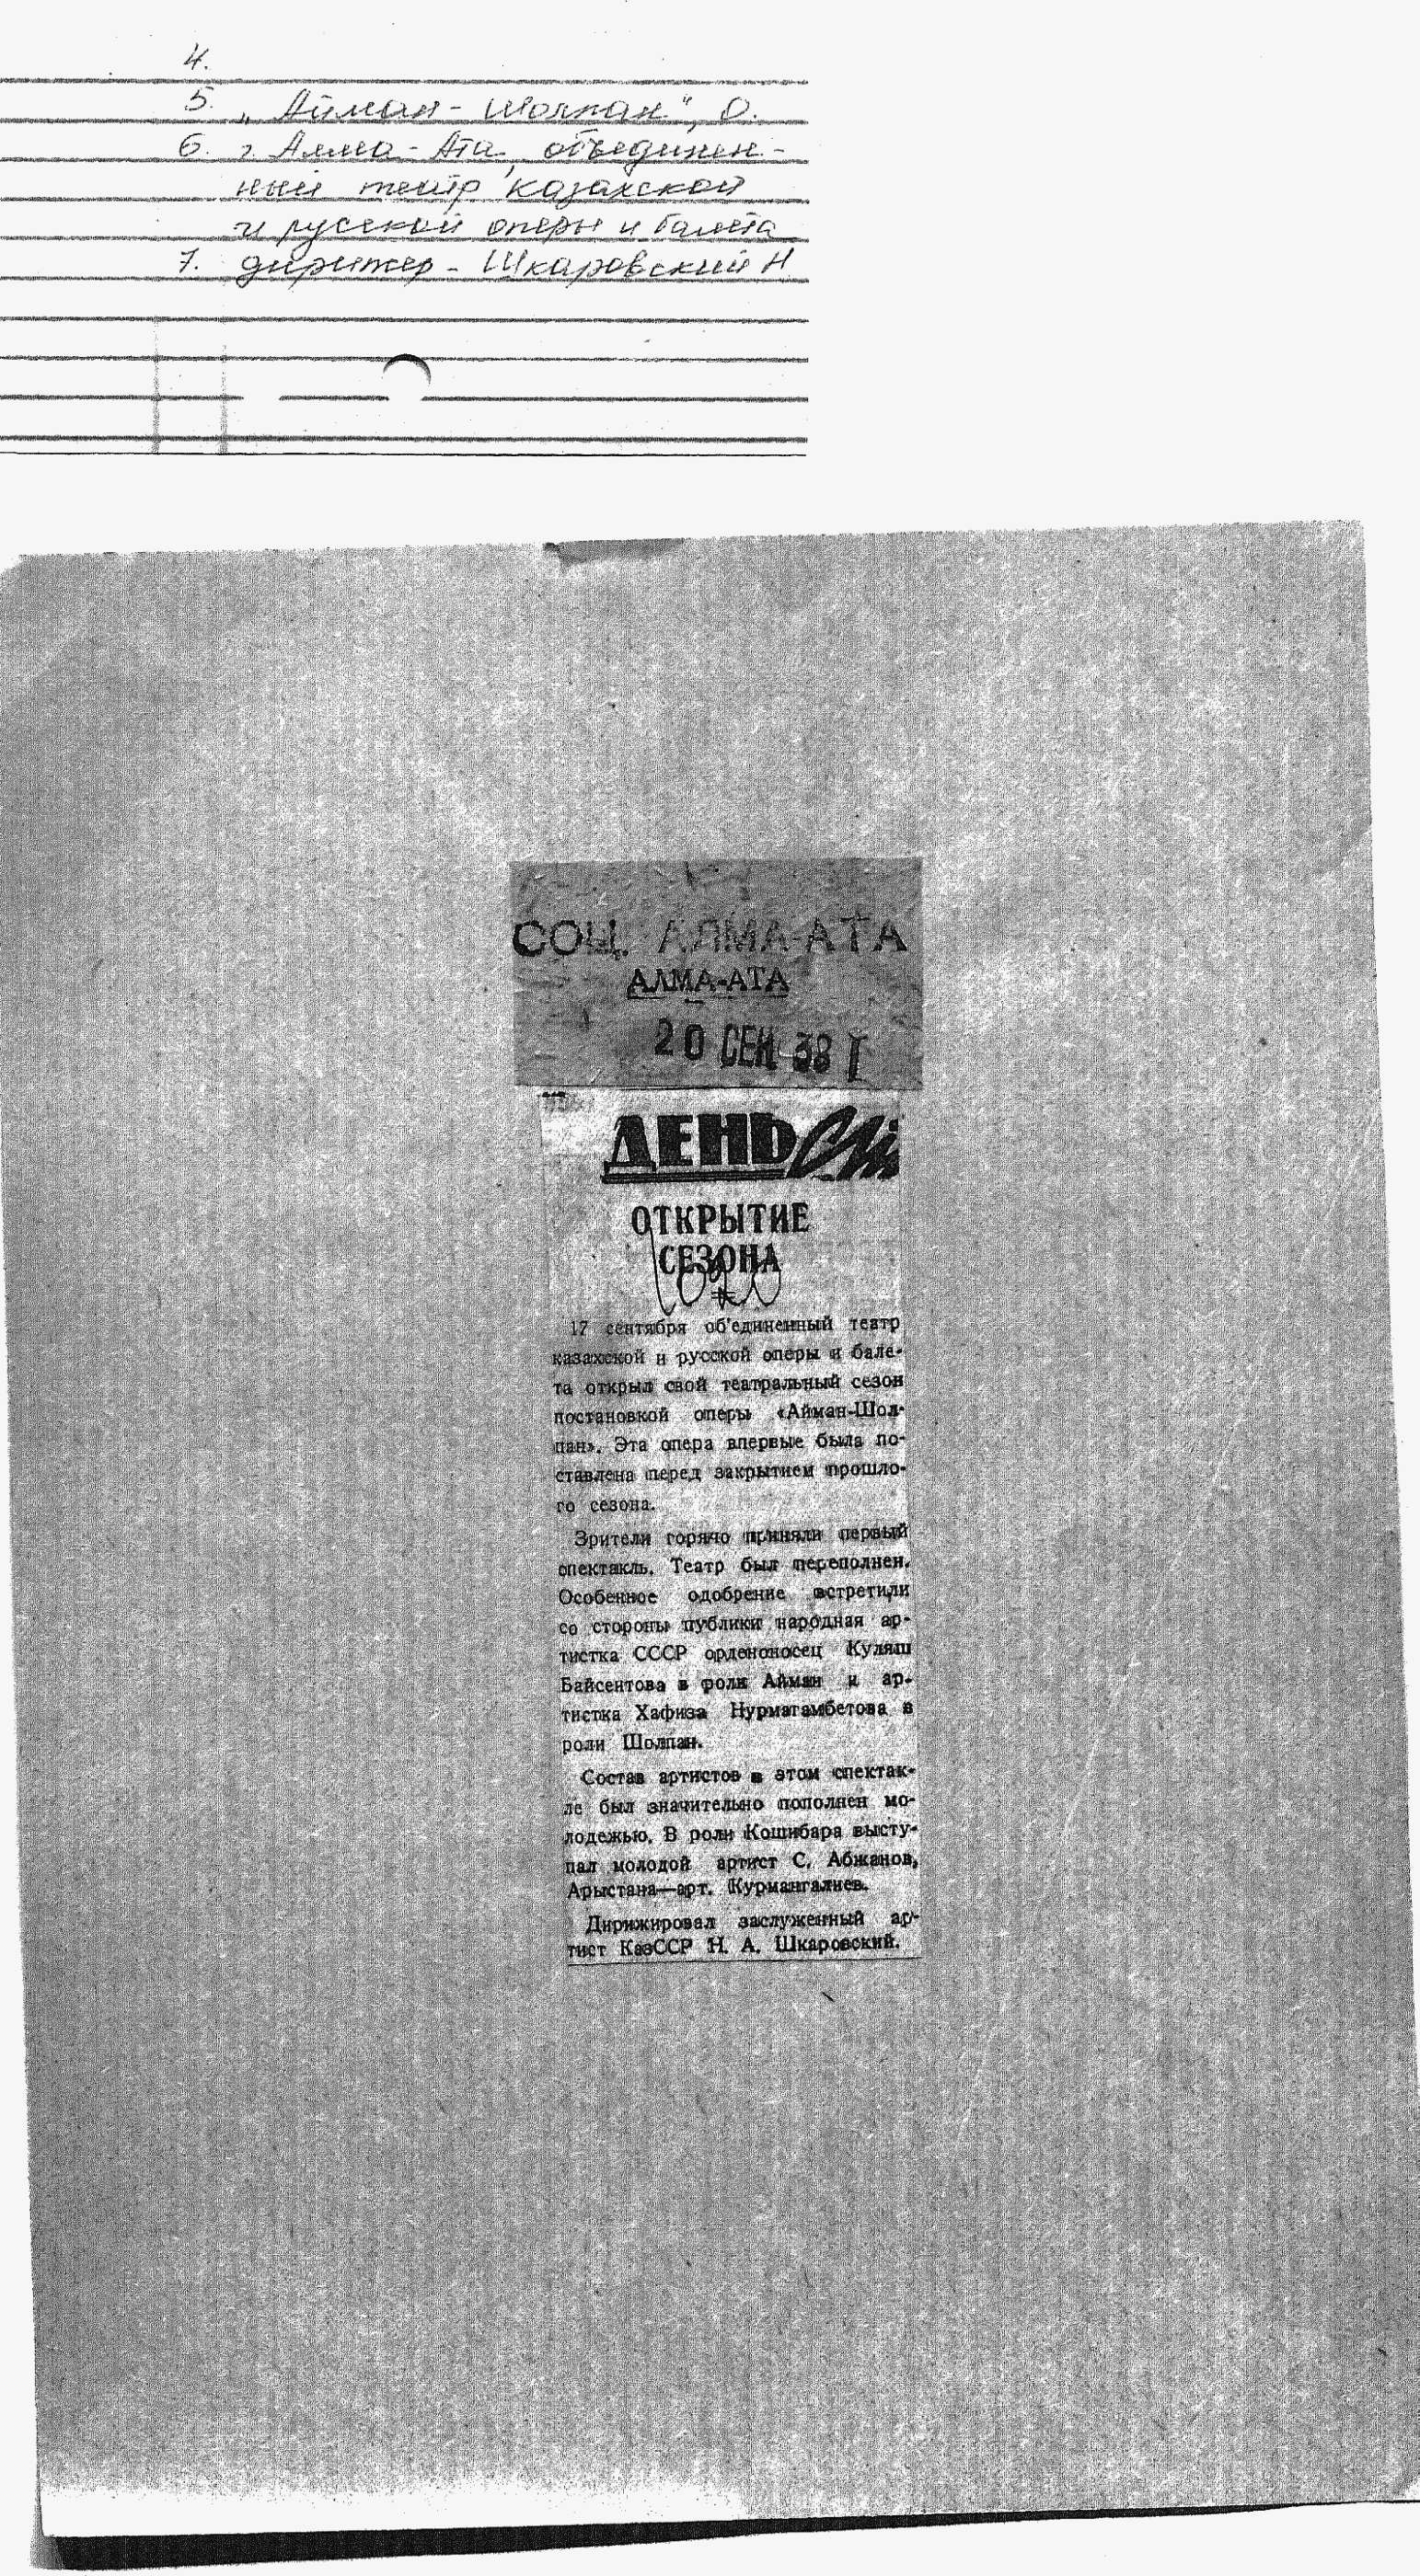 4.
5. „Айман-Шолпан", О.
6. г. Алма-Ата, объединен-
ный театр казахской
и русской оперы и балета
7. дирижер - Шкаровский Н
СОЦ. АЛМА-АТА
АЛМА-АТА
20 СЕН 38 I
ДЕНЬ
ОТКРЫТИЕ
СЕЗОНА
17 сентября об'единенный театр
казахской и русской оперы и бале-
та открыл свой театральный сезон
постановкой оперы «Айман-Шол-
пан». Эта опера впервые была по-
ставлена перед закрытием прошло-
го сезона.
Зрители горячо приняли первый
спектакль. Театр был переполнен.
Особенное одобрение встретили
со стороны публики народная ар-
тистка СССР орденоносец Куляш
Байсеитова в роли Айман и ар-
тистка Хафиза Нурмагамбетова в
роли Шолпан.
Состав артистов в этом спектак-
ле был значительно пополнен мо-
лодежью. В роли Кошибара высту-
пал молодой артист С. Абжанов,
Арыстана—арт. Курмангалиев.
Дирижировал заслуженный ар-
тист КазССР Н. А. Шкаровский.